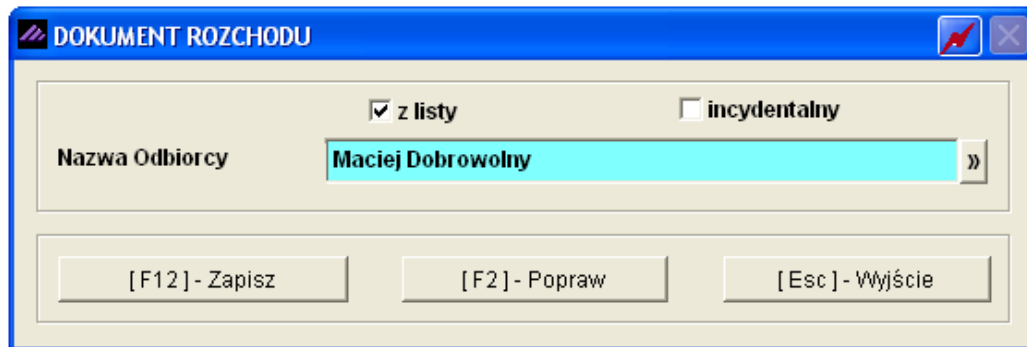 DOKUMENT ROZCHODU
z listy incydentalny
Nazwa Odbiorcy Maciej Dobrowolny »
[ F12 ] - Zapisz [ F2 ] - Popraw [ Esc ] - Wyjście